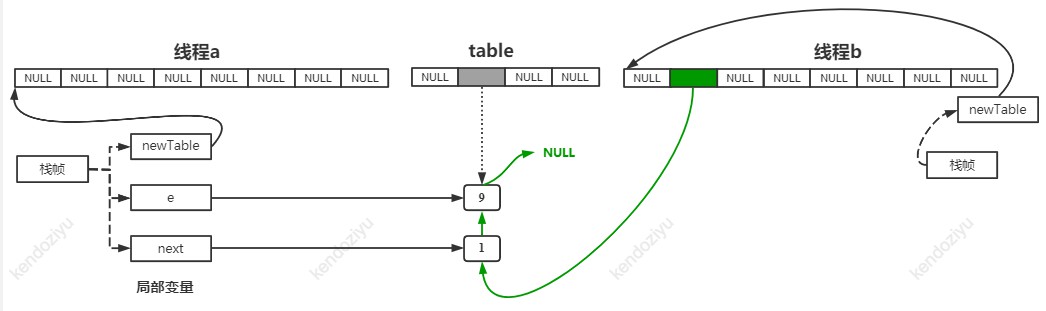 线程a
table
线程b
NULL NULL NULL NULL NULL NULL NULL NULL
NULL NULL NULL
NULL NULL NULL NULL NULL NULL NULL
newTable
newTable
NULL
栈帧
栈帧
e
9
next
1
局部变量
kendoziyu
kendoziyu
kendoziyu
kendoziyu